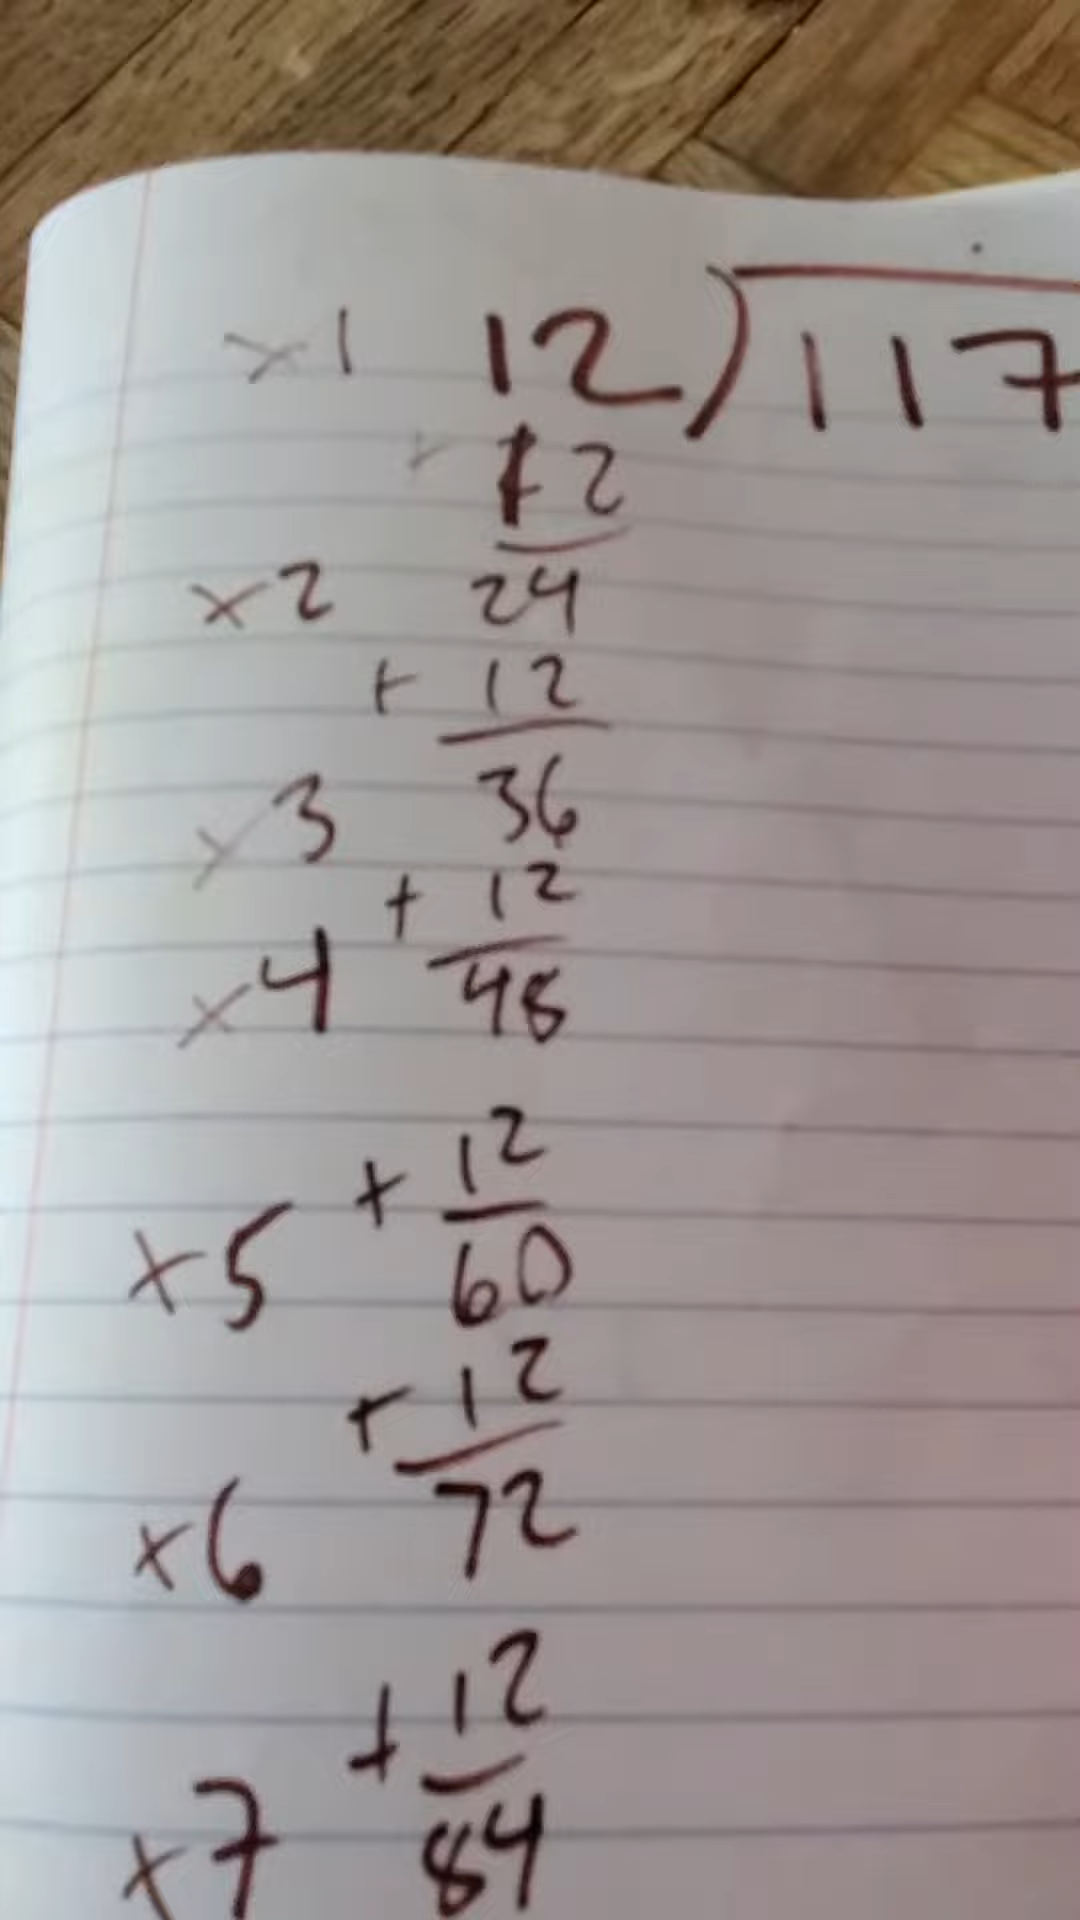 x1 12)117
+ 12
x2 24
+ 12
x3 36
+ 12
x4 48
+ 12
x5 60
+ 12
x6 72
+ 12
x7 84